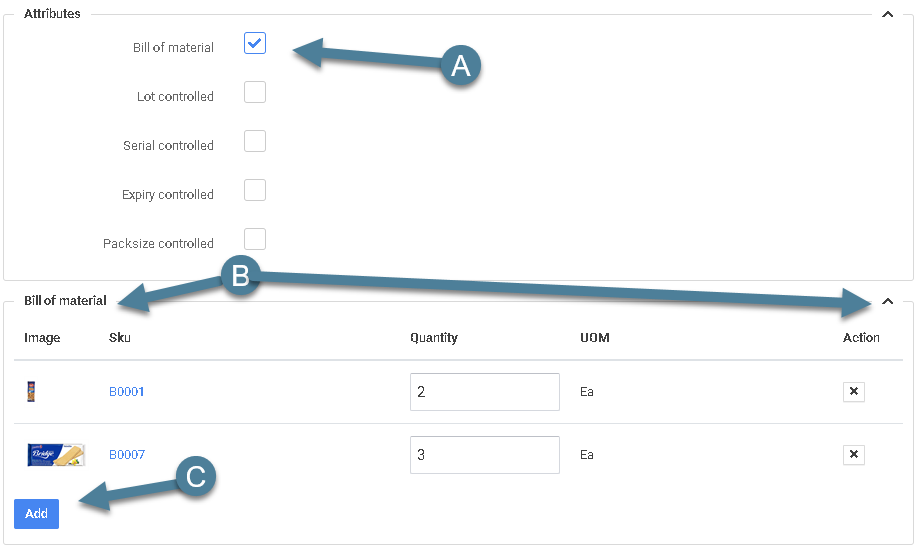 Attributes
Bill of material
A
Lot controlled
Serial controlled
Expiry controlled
Packsize controlled
B
Bill of material
Image Sku Quantity UOM Action
B0001 2 Ea
Bridge B0007 3 Ea
C
Add